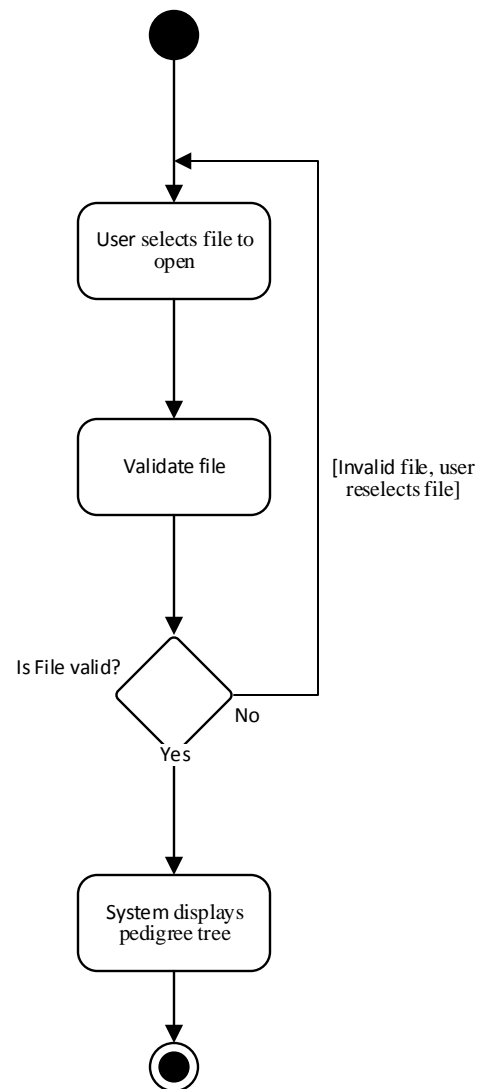 User selects file to
open
Validate file
[Invalid file, user
reselects file]
Is File valid?
No
Yes
System displays
pedigree tree